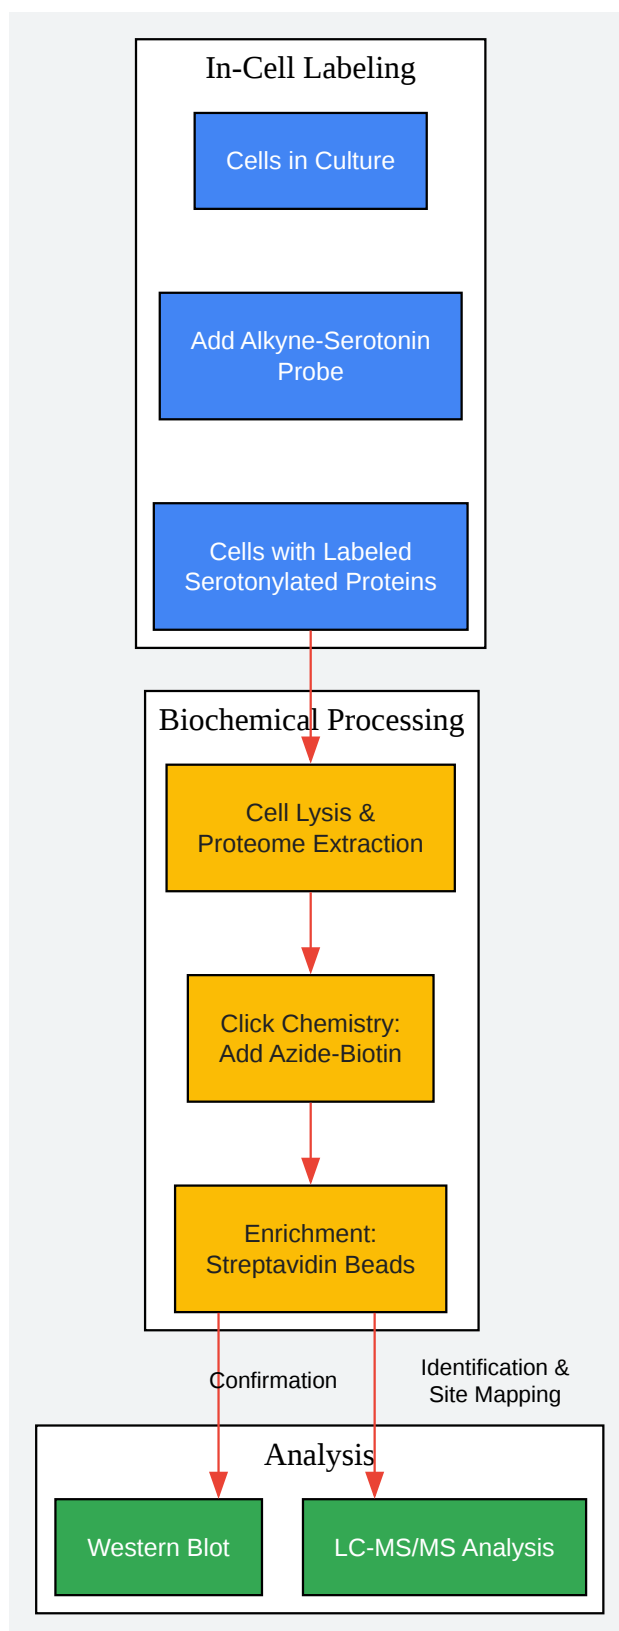 In-Cell Labeling
Cells in Culture
Add Alkyne-Serotonin
Probe
Cells with Labeled
Serotonylated Proteins
Biochemical Processing
Cell Lysis &
Proteome Extraction
Click Chemistry:
Add Azide-Biotin
Enrichment:
Streptavidin Beads
Confirmation
Identification &
Site Mapping
Analysis
Western Blot
LC-MS/MS Analysis